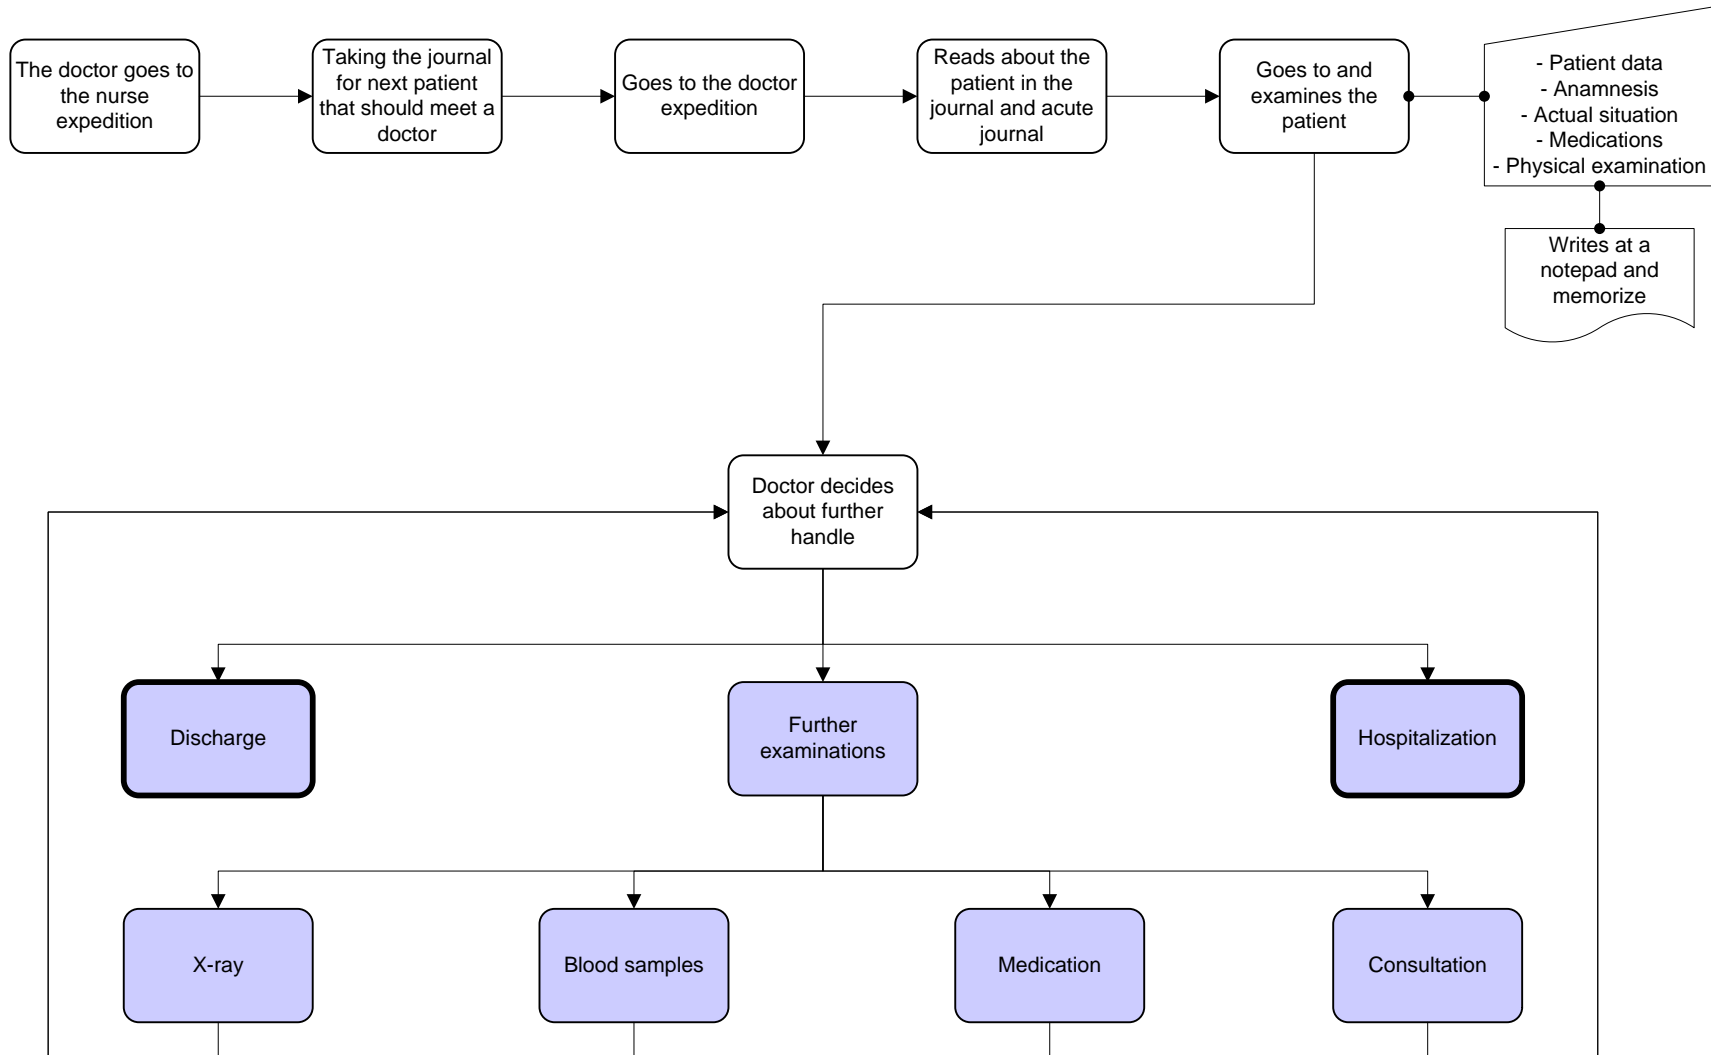 The doctor goes to
the nurse
expedition
Taking the journal
for next patient
that should meet a
doctor
Goes to the doctor
expedition
Reads about the
patient in the
journal and acute
journal
Goes to and
examines the
patient
- Patient data
- Anamnesis
- Actual situation
- Medications
- Physical examination
Writes at a
notepad and
memorize
Doctor decides
about further
handle
Discharge
Further
examinations
Hospitalization
X-ray
Blood samples
Medication
Consultation